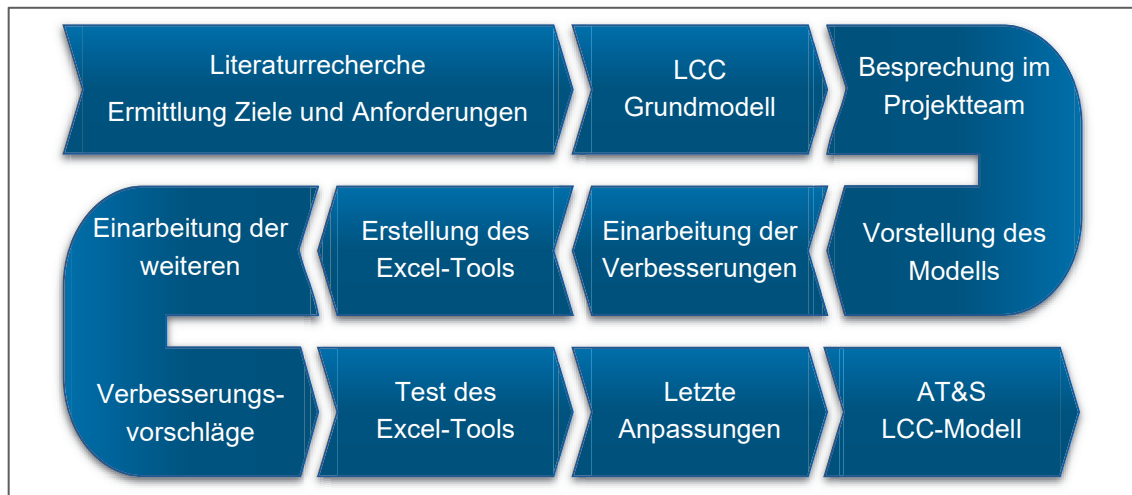 Literaturrecherche
Ermittlung Ziele und Anforderungen
LCC
Grundmodell
Besprechung im
Projektteam
Vorstellung des
Modells
Einarbeitung der
Verbesserungen
Erstellung des
Excel-Tools
Einarbeitung der
weiteren
Verbesserungs-
vorschläge
Test des
Excel-Tools
Letzte
Anpassungen
AT&S
LCC-Modell